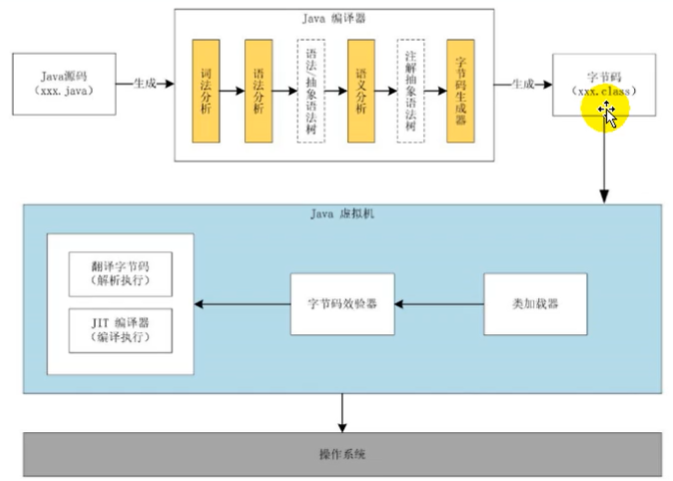 Java 编译器
Java源码
（xxx.java）
生成
词法分析
语法分析
语法/抽象语法树
语义分析
注解抽象语法树
字节码生成器
生成
字节码
（xxx.class）
Java 虚拟机
翻译字节码
（解析执行）
JIT 编译器
（编译执行）
字节码效验器
类加载器
操作系统